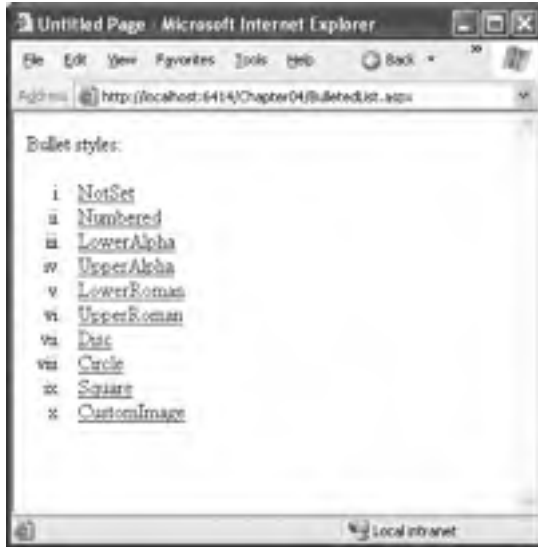 Untitled Page - Microsoft Internet Explorer
File Edit View Favorites Tools Help Back »
Address http://localhost:6414/Chapter04/BulletedList.aspx
Bullet styles:
i. NotSet
ii. Numbered
iii. LowerAlpha
iv. UpperAlpha
v. LowerRoman
vi. UpperRoman
vii. Disc
viii. Circle
ix. Square
x. CustomImage
Local intranet